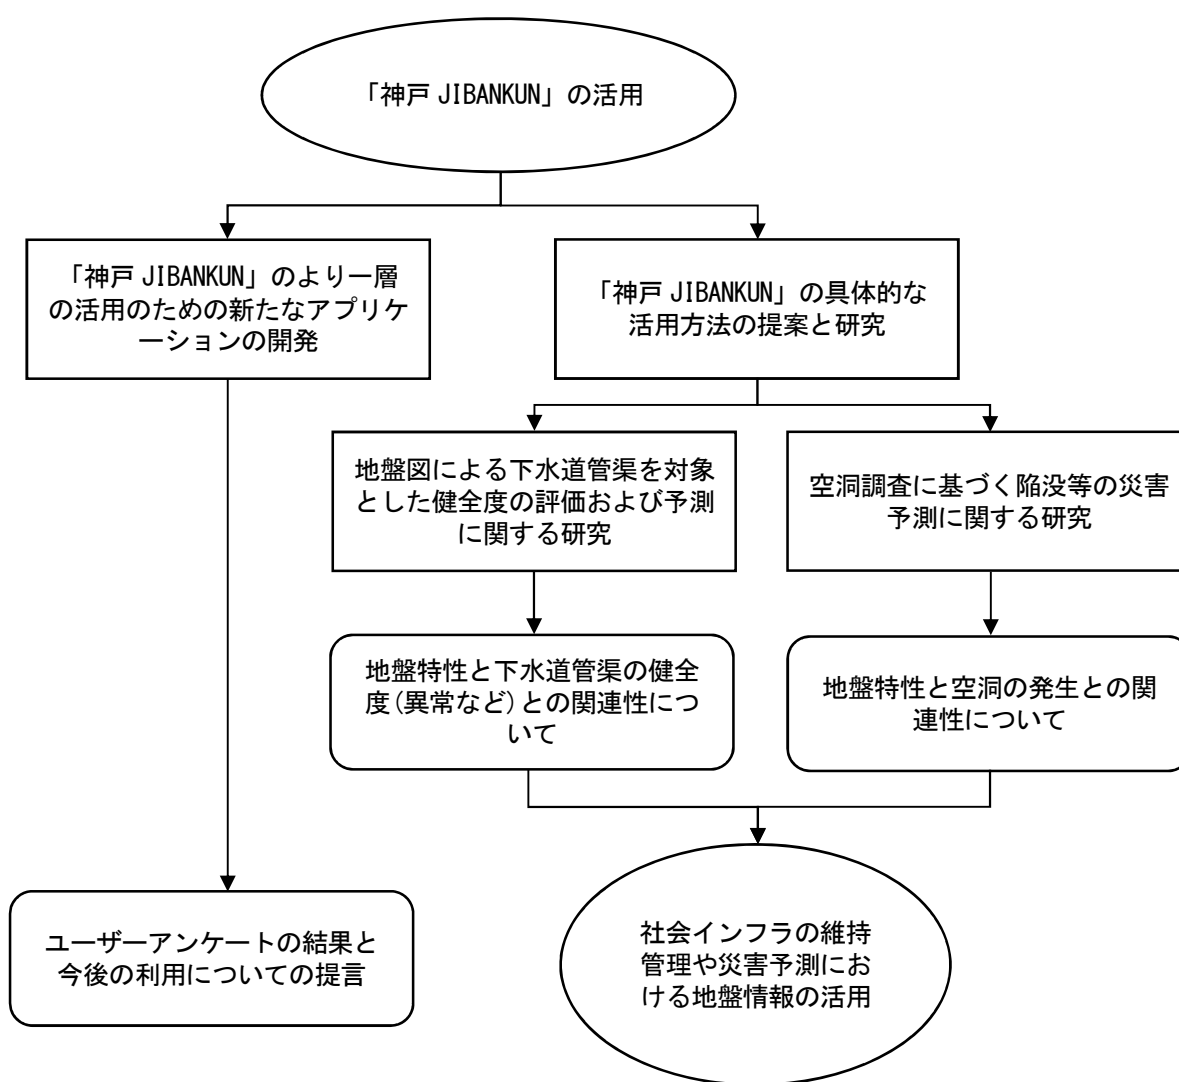 「神戸 JIBANKUN」の活用
「神戸 JIBANKUN」のより一層
の活用のための新たなアプリケ
ーションの開発
「神戸 JIBANKUN」の具体的な
活用方法の提案と研究
地盤図による下水道管渠を対象
とした健全度の評価および予測
に関する研究
空洞調査に基づく陥没等の災害
予測に関する研究
地盤特性と下水道管渠の健全
度(異常など)との関連性につ
いて
地盤特性と空洞の発生との関
連性について
ユーザーアンケートの結果と
今後の利用についての提言
社会インフラの維持
管理や災害予測にお
ける地盤情報の活用